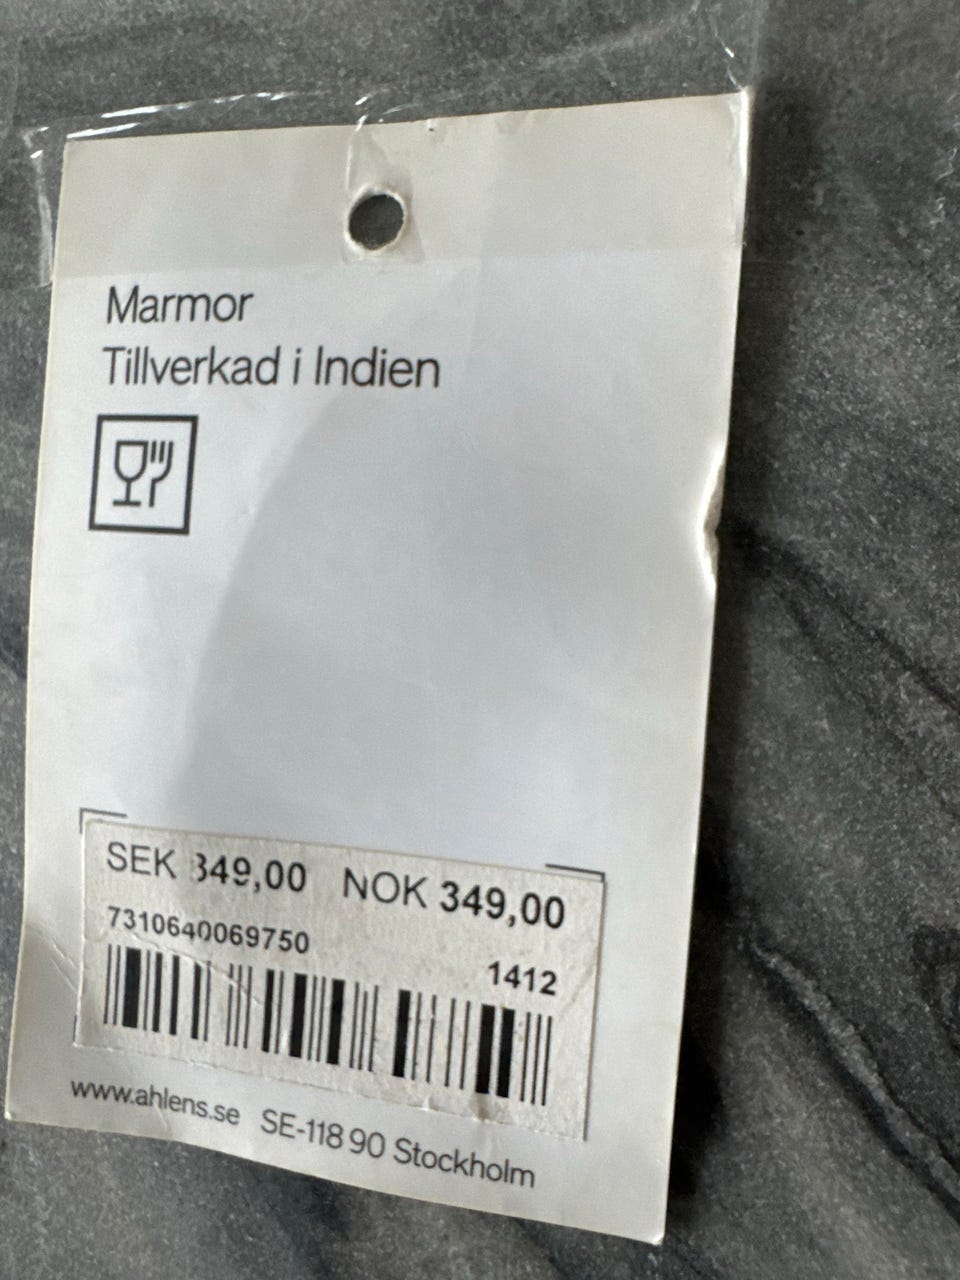 Marmor
Tillverkad i Indien
SEK 349,00 NOK 349,00
7310640069750
1412
www.ahlens.se SE-118 90 Stockholm